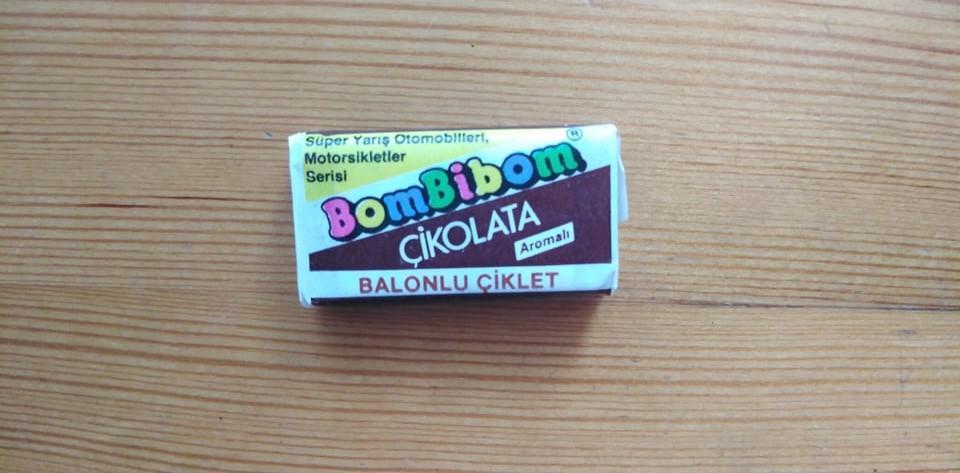 Süper Yarış Otomobilleri,
Motorsikletler
Serisi
BomBibom ®
ÇİKOLATA
Aromalı
BALONLU ÇİKLET